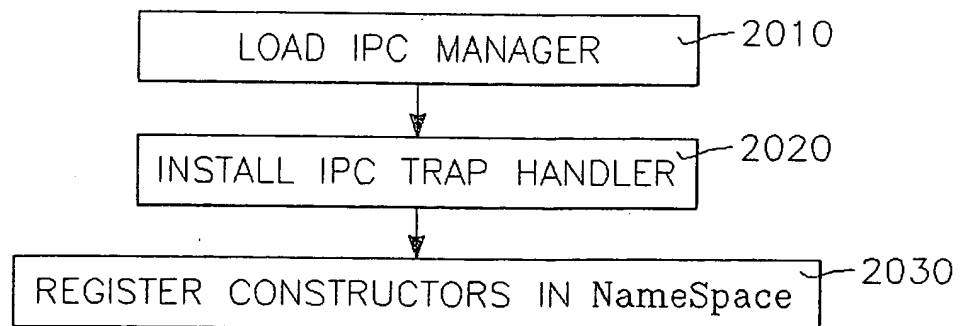 LOAD IPC MANAGER 2010
INSTALL IPC TRAP HANDLER 2020
REGISTER CONSTRUCTORS IN NameSpace 2030